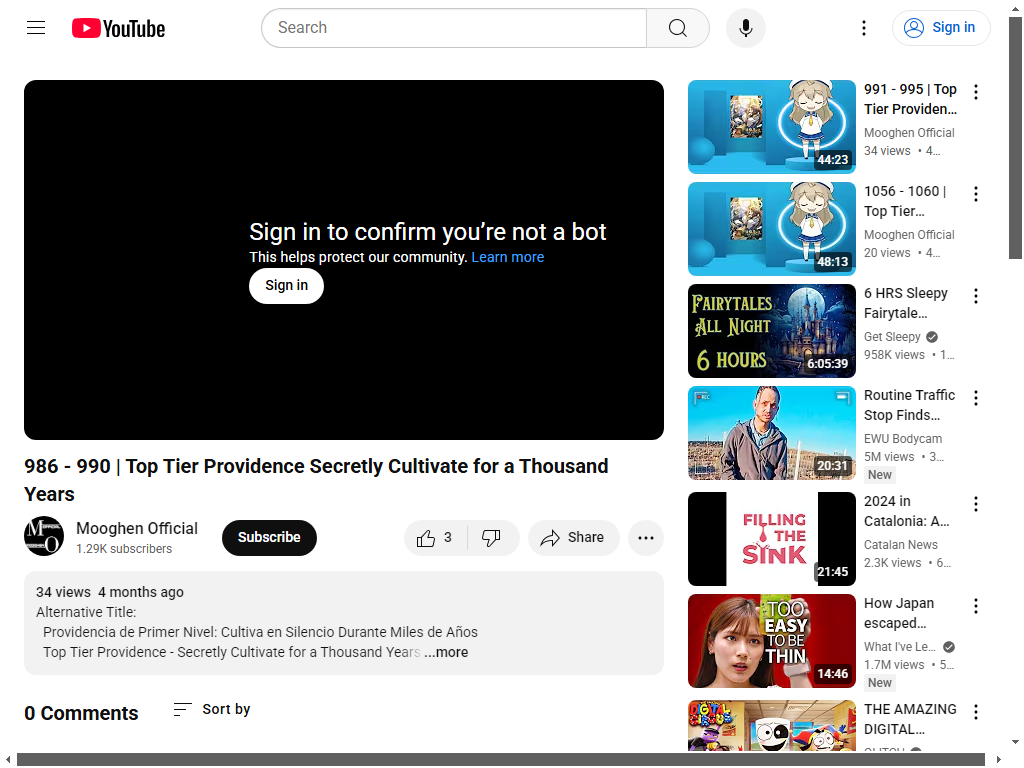 YouTube
Search
Sign in
Sign in to confirm you’re not a bot
This helps protect our community. Learn more
Sign in
986 - 990 | Top Tier Providence Secretly Cultivate for a Thousand
Years
Mooghen Official
1.29K subscribers
Subscribe
3
Share
34 views 4 months ago
Alternative Title:
Providencia de Primer Nivel: Cultiva en Silencio Durante Miles de Años
Top Tier Providence - Secretly Cultivate for a Thousand Years ...more
0 Comments
Sort by
44:23
991 - 995 | Top
Tier Providen...
Mooghen Official
34 views • 4...
48:13
1056 - 1060 |
Top Tier...
Mooghen Official
20 views • 4...
FAIRYTALES
ALL NIGHT
6 HOURS
6:05:39
6 HRS Sleepy
Fairytale...
Get Sleepy
958K views • 1...
REC
20:31
Routine Traffic
Stop Finds...
EWU Bodycam
5M views • 3...
New
FILLING
THE
SINK
21:45
2024 in
Catalonia: A...
Catalan News
2.3K views • 6...
TOO
EASY
TO BE
THIN
14:46
How Japan
escaped...
What I've Le...
1.7M views • 5...
New
DIGITAL
CIRCUS
THE AMAZING
DIGITAL...